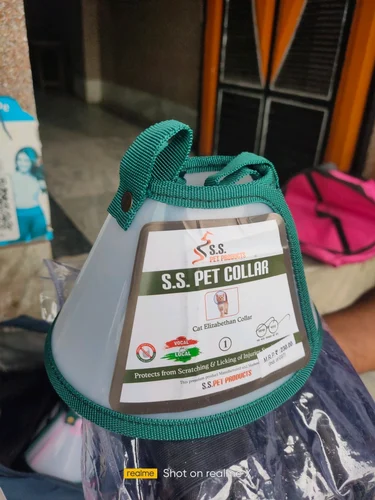 S.S.
PET PRODUCTS
S.S. PET COLLAR
Cat Elizabethan Collar
VOCAL
LOCAL
1
Protects from Scratching & Licking of
S.S.PET PRODUCTS
realme Shot on realme